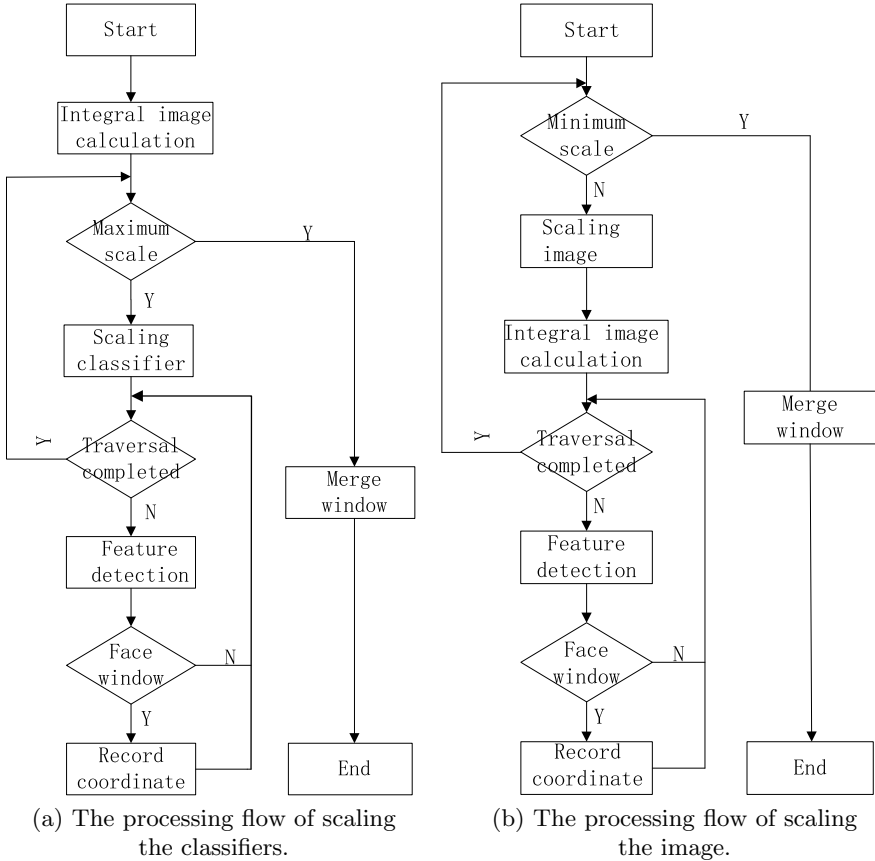 Start
Integral image
calculation
Maximum
scale
Y
Y
Scaling
classifier
Y
Traversal
completed
N
Merge
window
Feature
detection
Face
window
N
Y
Record
coordinate
End
(a) The processing flow of scaling
the classifiers.
Start
Minimum
scale
Y
N
Scaling
image
Integral image
calculation
Merge
window
Y
Traversal
completed
N
Feature
detection
Face
window
N
Y
Record
coordinate
End
(b) The processing flow of scaling
the image.